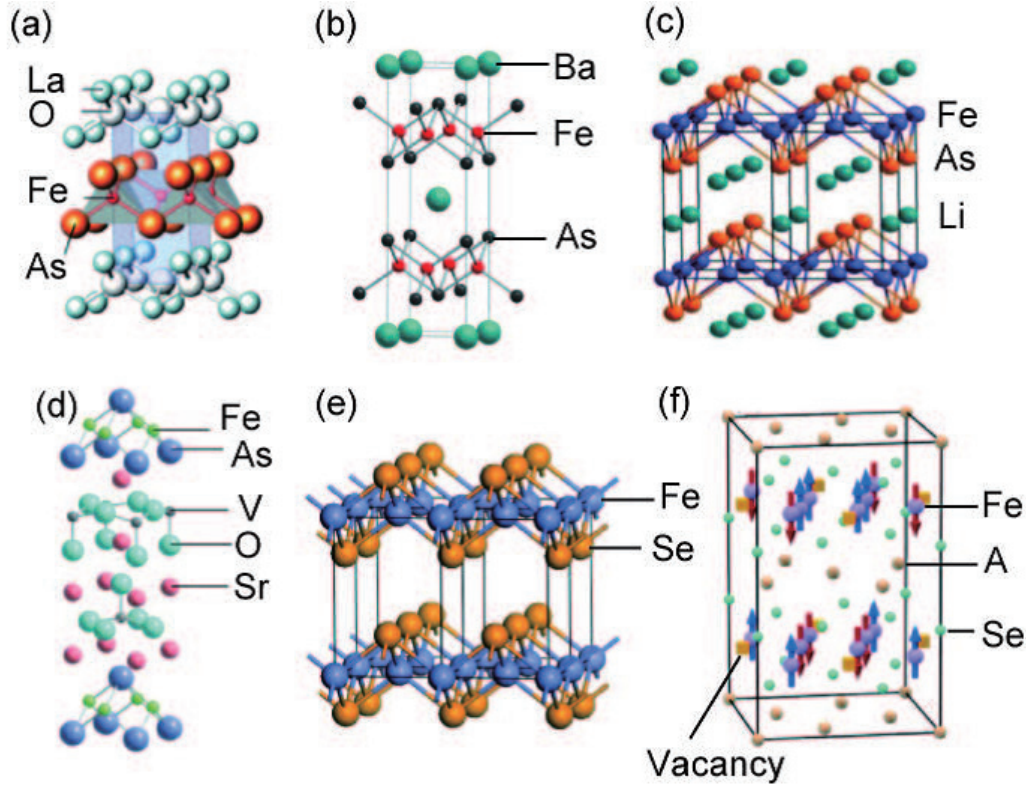 (a)
La
O
Fe
As
(b)
Ba
Fe
As
(c)
Fe
As
Li
(d)
Fe
As
V
O
Sr
(e)
Fe
Se
(f)
Fe
A
Se
Vacancy